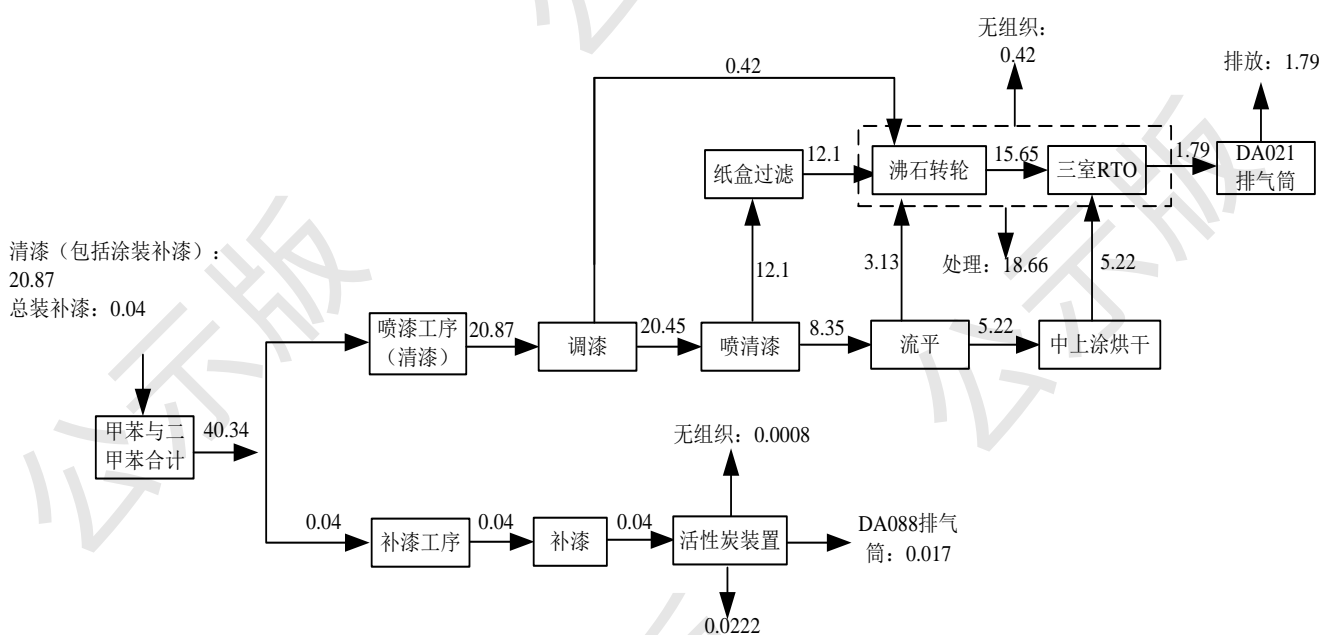 无组织：
0.42
排放：1.79
0.42
纸盒过滤
12.1
沸石转轮
15.65
三室RTO
1.79
DA021
排气筒
清漆（包括涂装补漆）：
20.87
总装补漆：0.04
12.1
3.13
处理：18.66
5.22
喷漆工序
（清漆）
20.87
调漆
20.45
喷清漆
8.35
流平
5.22
中上涂烘干
甲苯与二
甲苯合计
40.34
无组织：0.0008
0.04
补漆工序
0.04
补漆
0.04
活性炭装置
DA088排气
筒：0.017
0.0222
公示版
公示版